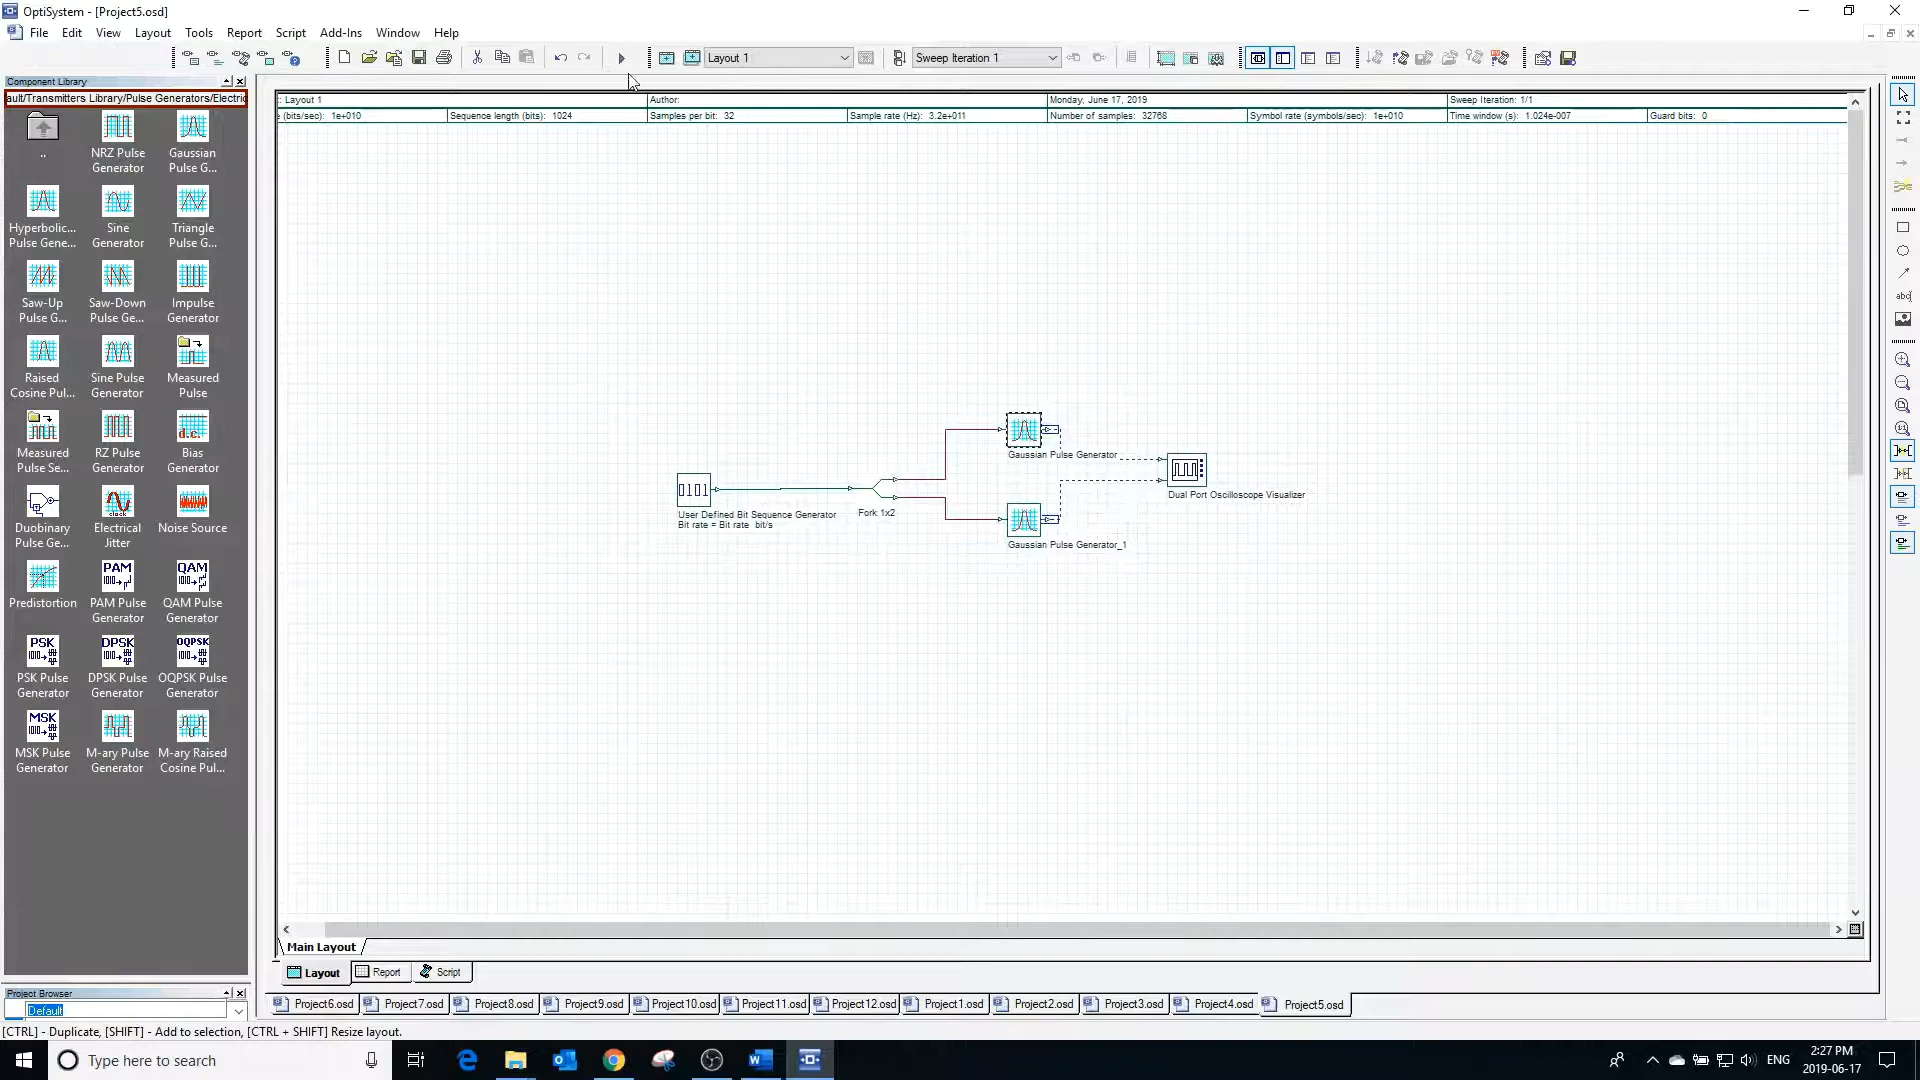 OptiSystem - [Project5.osd]
File Edit View Layout Tools Report Script Add-Ins Window Help
Layout 1
Sweep Iteration 1
Component Library
ault/Transmitters Library/Pulse Generators/Electric
..
NRZ Pulse Generator
Gaussian Pulse G...
Hyperbolic... Pulse Gene...
Sine Generator
Triangle Pulse G...
Saw-Up Pulse G...
Saw-Down Pulse Ge...
Impulse Generator
Raised Cosine Pul...
Sine Pulse Generator
Measured Pulse
Measured Pulse Se...
RZ Pulse Generator
d.c.
Bias Generator
Duobinary Pulse Ge...
clock
Electrical Jitter
Noise Source
Predistortion
PAM
PAM Pulse Generator
QAM
QAM Pulse Generator
PSK
PSK Pulse Generator
DPSK
DPSK Pulse Generator
OQPSK
OQPSK Pulse Generator
MSK
MSK Pulse Generator
M-ary Pulse Generator
M-ary Raised Cosine Pul...
: Layout 1
Author:
Monday, June 17, 2019
Sweep Iteration: 1/1
(bits/sec): 1e+010
Sequence length (bits): 1024
Samples per bit: 32
Sample rate (Hz): 3.2e+011
Number of samples: 32768
Symbol rate (symbols/sec): 1e+010
Time window (s): 1.024e-007
Guard bits: 0
Gaussian Pulse Generator
0101
User Defined Bit Sequence Generator
Bit rate = Bit rate bit/s
Fork 1x2
Dual Port Oscilloscope Visualizer
Gaussian Pulse Generator_1
Main Layout
Layout Report Script
Project Browser
Default
Project6.osd Project7.osd Project8.osd Project9.osd Project10.osd Project11.osd Project12.osd Project1.osd Project2.osd Project3.osd Project4.osd Project5.osd
[CTRL] - Duplicate, [SHIFT] - Add to selection, [CTRL + SHIFT] Resize layout.
Type here to search
ENG
2:27 PM
2019-06-17